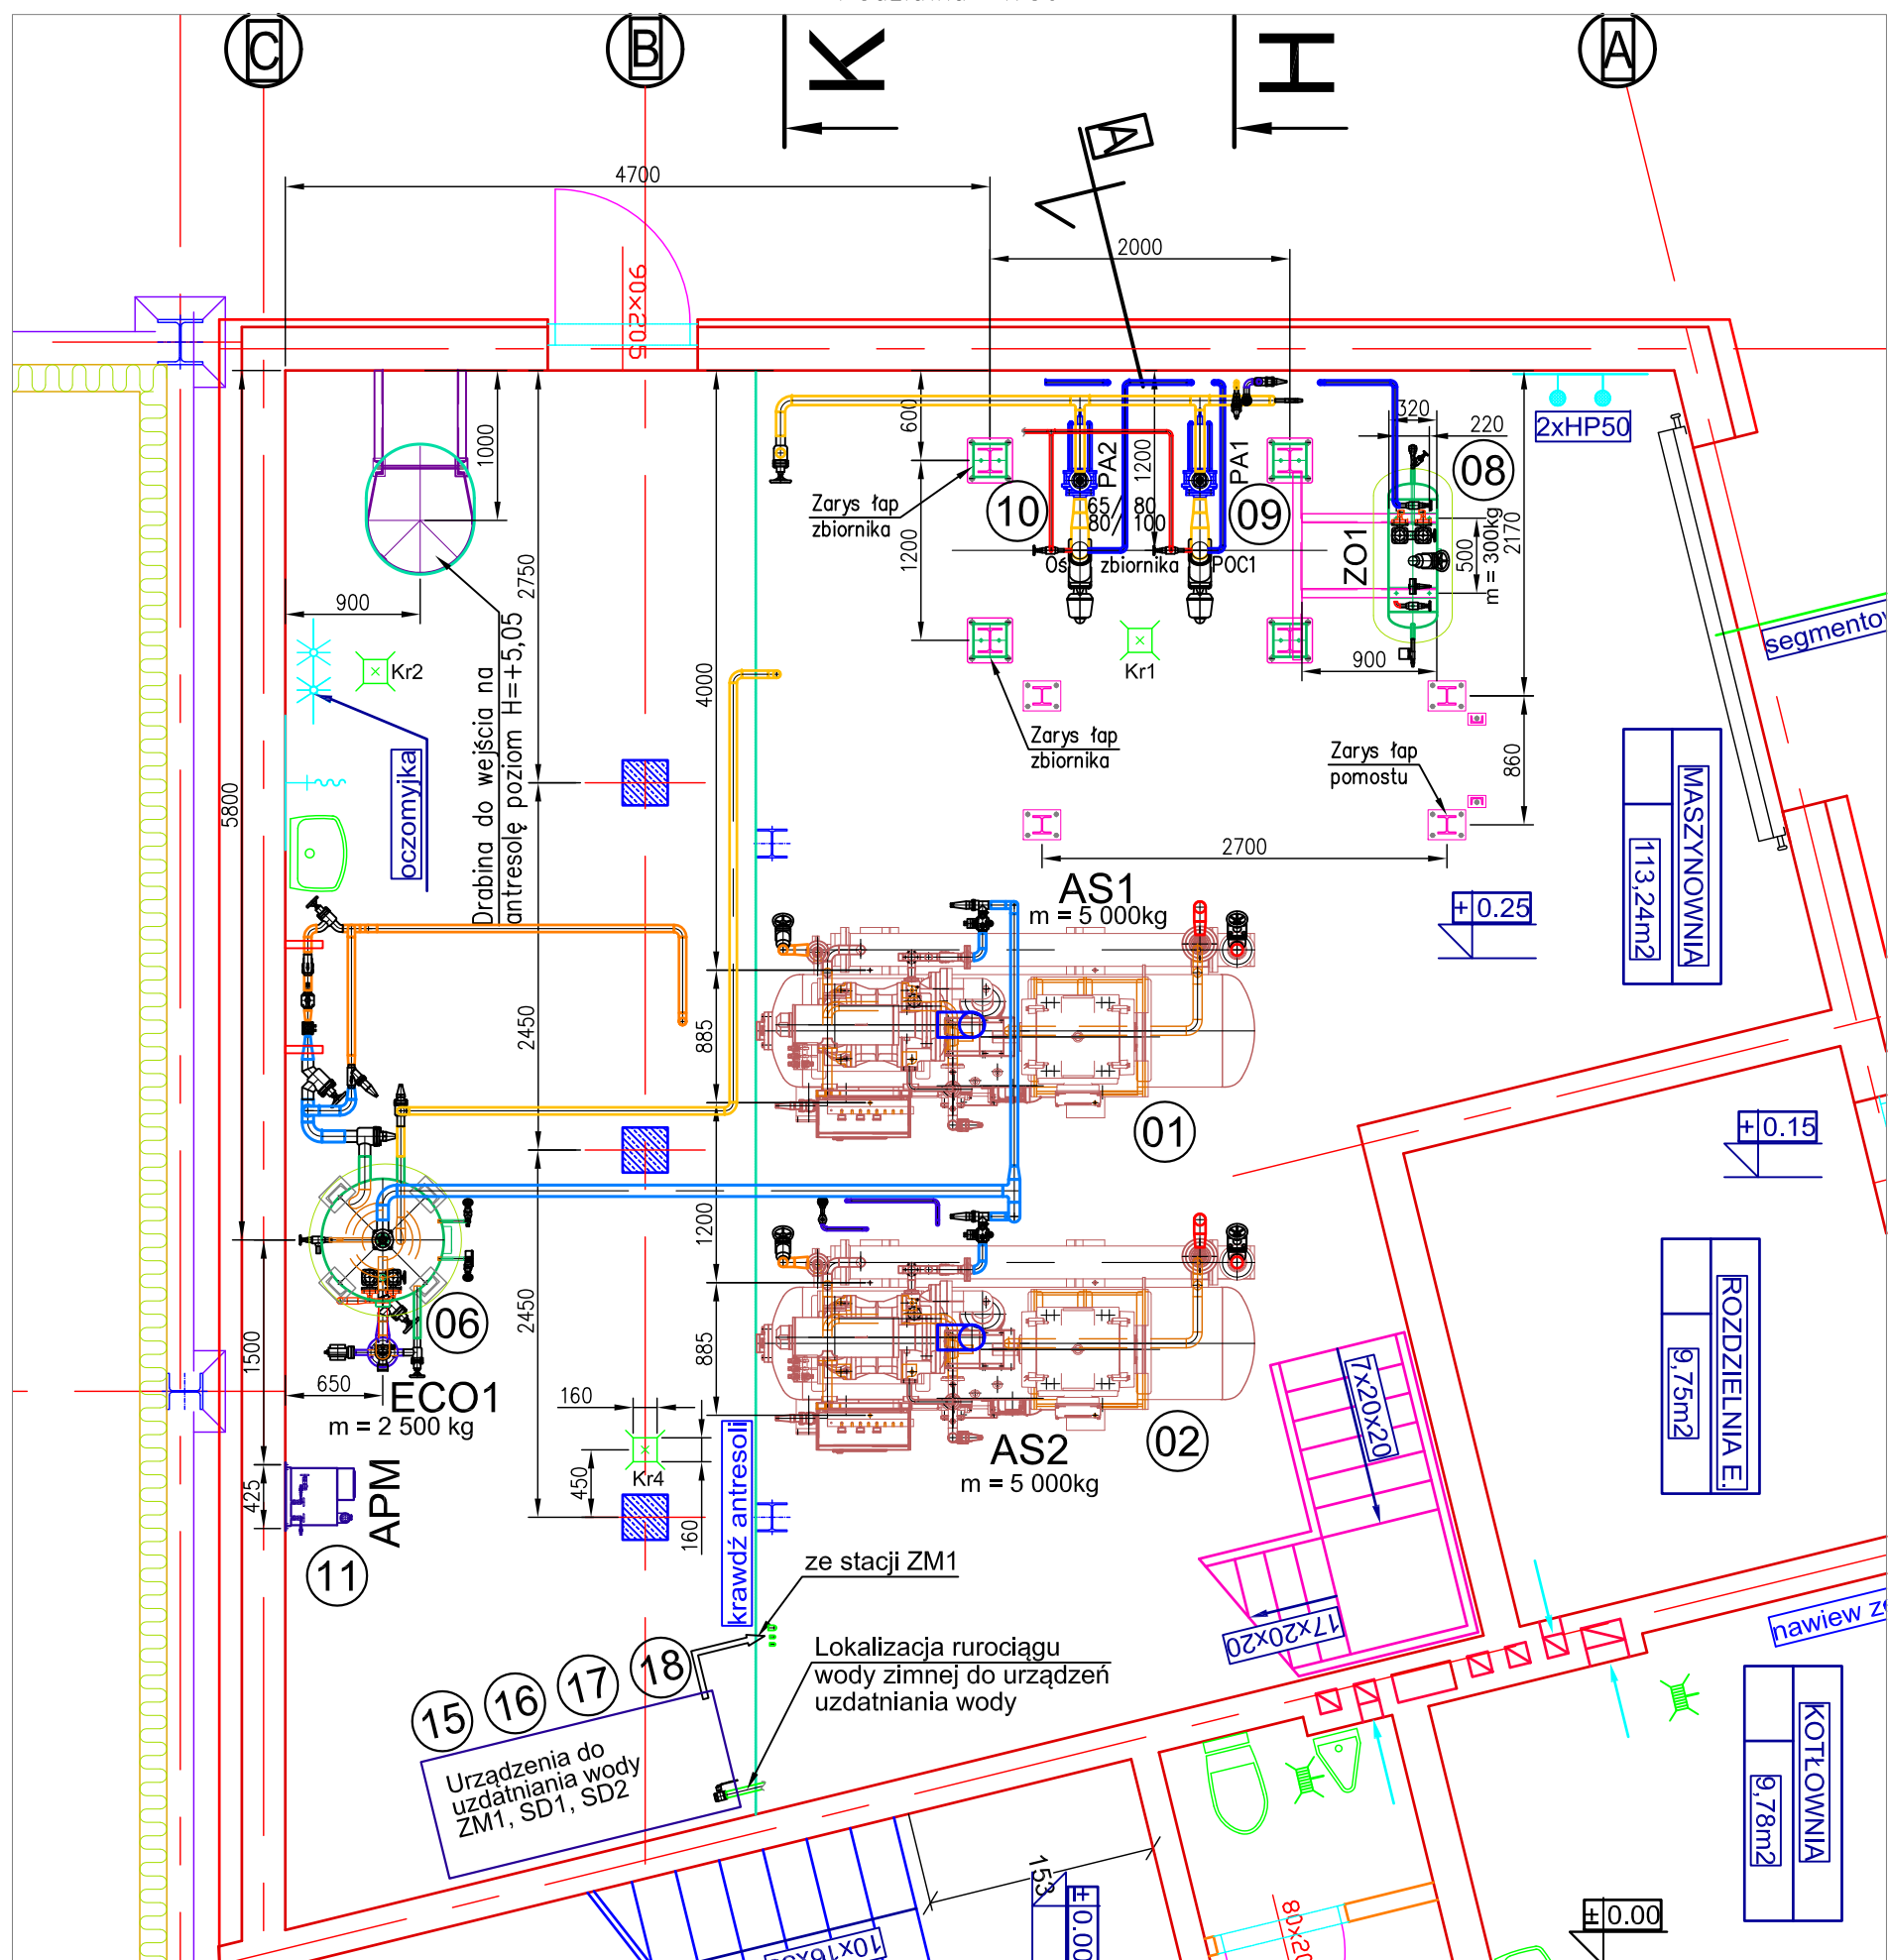 C
B
K
H
A
A
4700
2000
90x205
2xHP50
320
220
08
600
1200
PA2
PA1
65/ 80
80/ 100
10
09
Zarys łap
zbiornika
1200
Oś zbiornika POC1
ZO1
500
m = 300kg
2170
1000
900
2750
Kr2
Kr1
900
4000
Drabina do wejścia na
antresolę poziom H=+5,05
oczomyjka
5800
Zarys łap
zbiornika
Zarys łap
pomostu
860
2700
MASZYNOWNIA
113,24m2
AS1
m = 5 000kg
+0.25
885
2450
01
+0.15
1200
06
2450
885
1500
650
ECO1
m = 2 500 kg
160
450
Kr4
160
AS2
m = 5 000kg
02
7x20x20
17x20x20
ROZDZIELNIA E.
9,75m2
425
APM
11
krawdź antresoli
ze stacji ZM1
Lokalizacja rurociągu
wody zimnej do urządzeń
uzdatniania wody
15
16
17
18
Urządzenia do
uzdatniania wody
ZM1, SD1, SD2
KOTŁOWNIA
9,78m2
153
±0.00
±0.00
nawiew